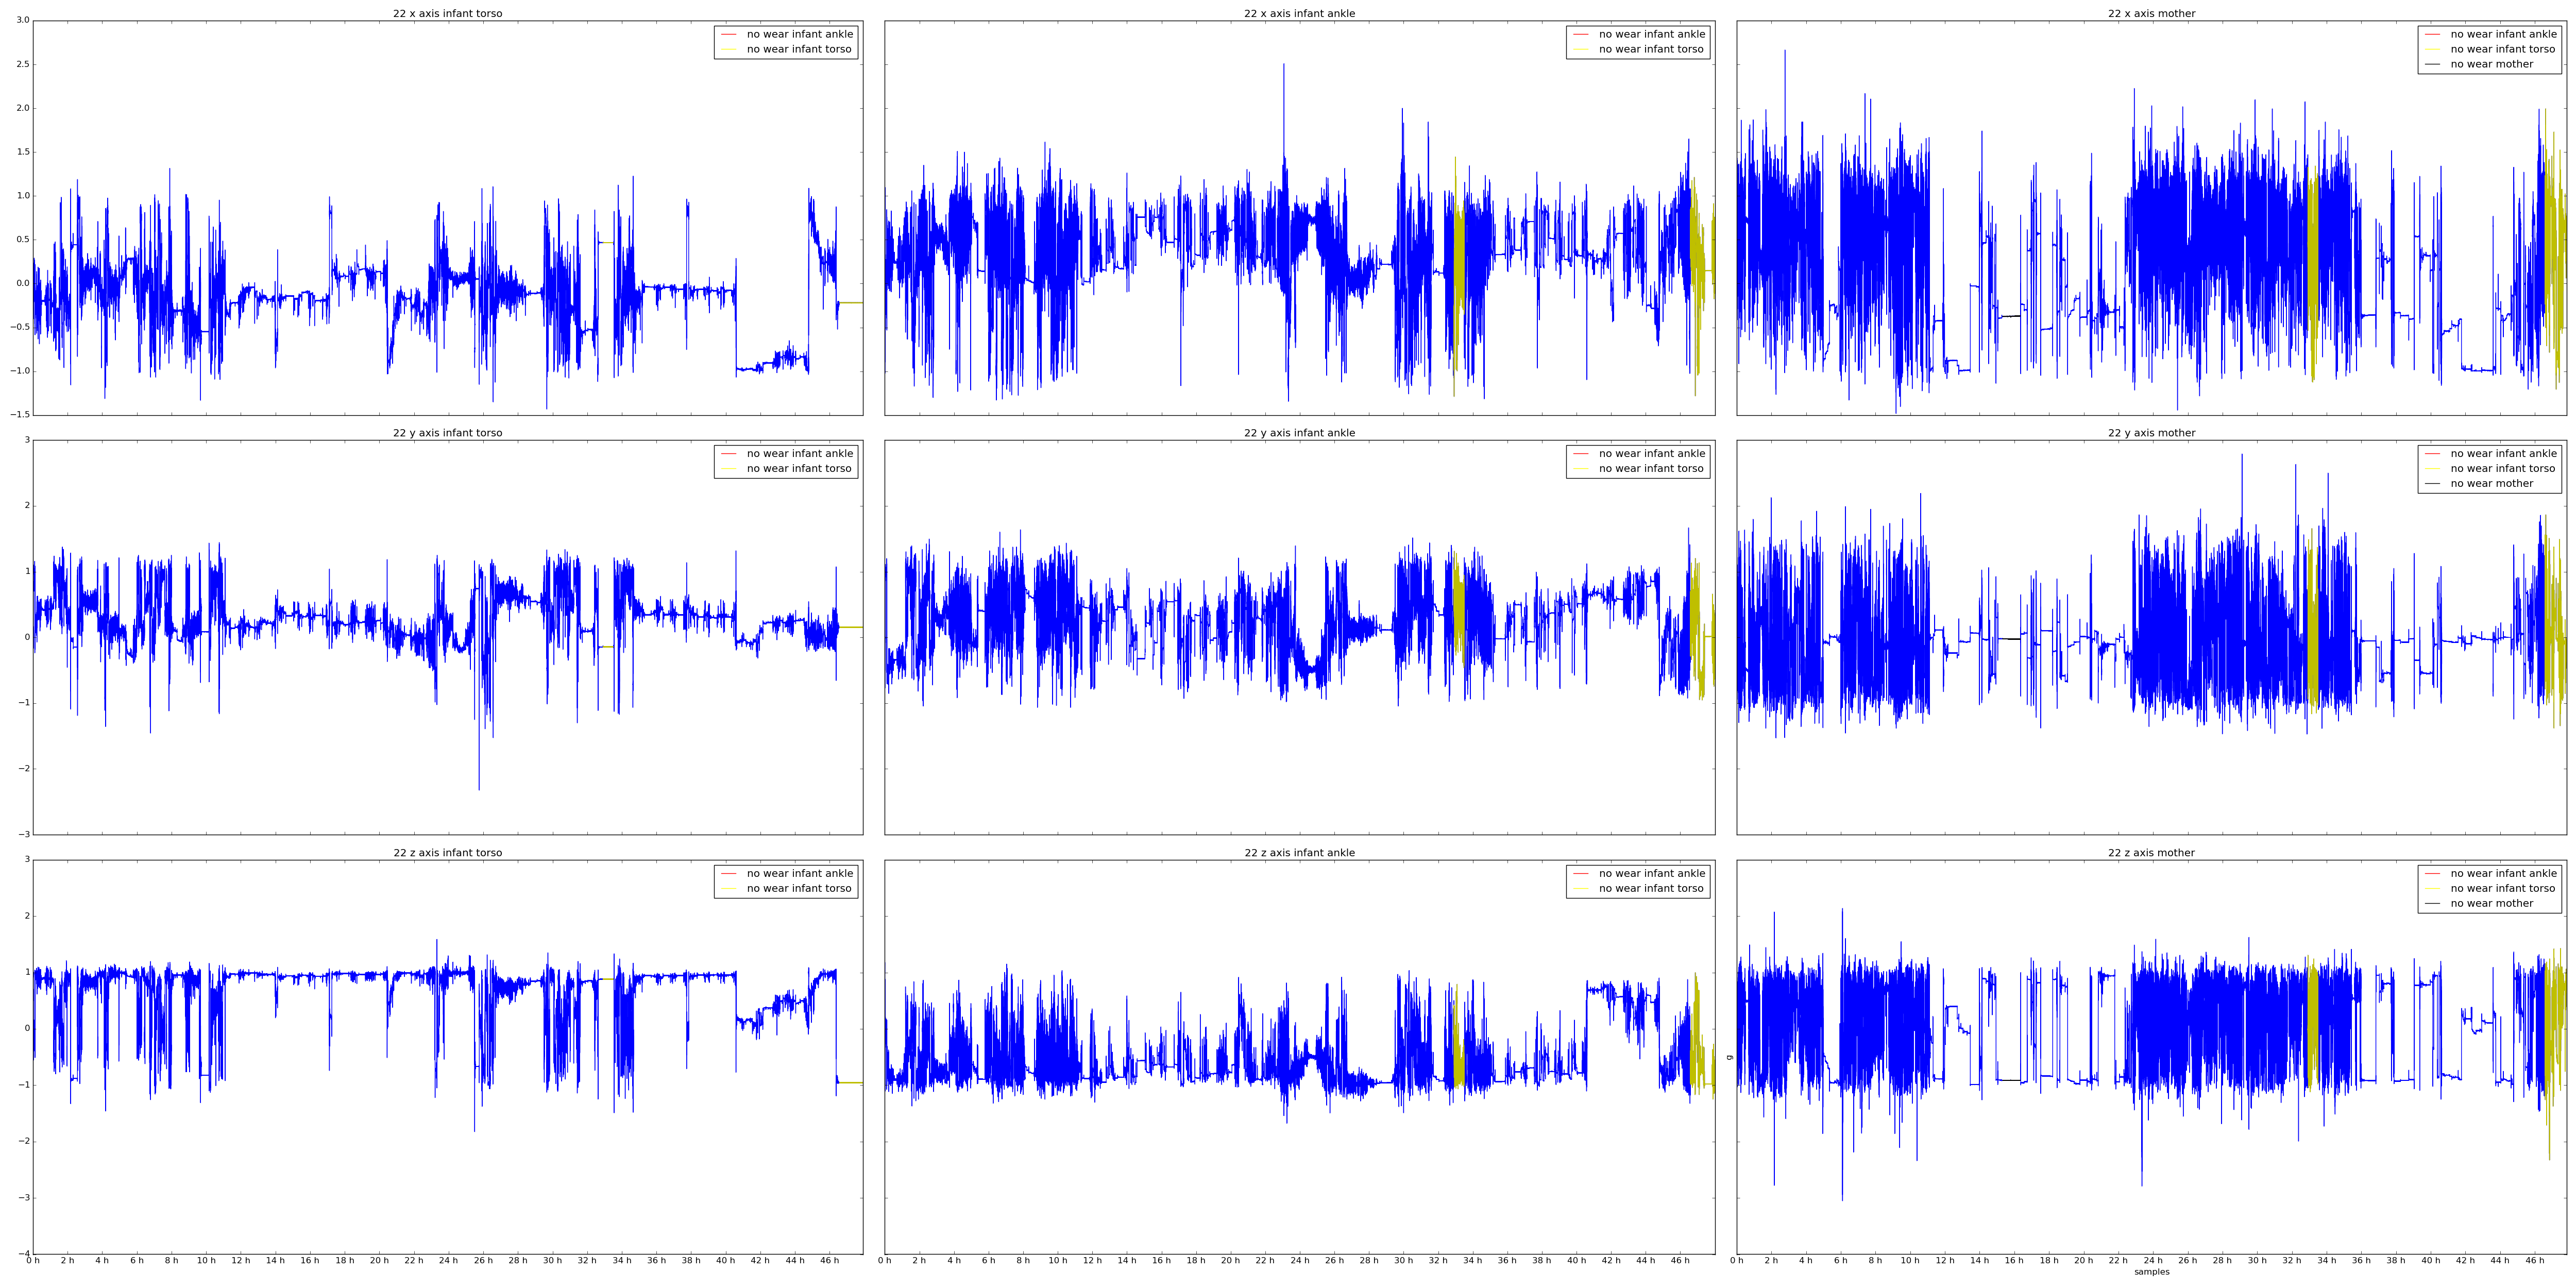 22 x axis infant torso
22 x axis infant ankle
22 x axis mother
3.0
2.5
2.0
1.5
1.0
0.5
0.0
−0.5
−1.0
−1.5
no wear infant ankle
no wear infant torso
no wear infant ankle
no wear infant torso
no wear infant ankle
no wear infant torso
no wear mother
22 y axis infant torso
22 y axis infant ankle
22 y axis mother
3
2
1
0
−1
−2
−3
no wear infant ankle
no wear infant torso
no wear infant ankle
no wear infant torso
no wear infant ankle
no wear infant torso
no wear mother
22 z axis infant torso
22 z axis infant ankle
22 z axis mother
3
2
1
0
−1
−2
−3
−4
no wear infant ankle
no wear infant torso
no wear infant ankle
no wear infant torso
no wear infant ankle
no wear infant torso
no wear mother
g
0 h 2 h 4 h 6 h 8 h 10 h 12 h 14 h 16 h 18 h 20 h 22 h 24 h 26 h 28 h 30 h 32 h 34 h 36 h 38 h 40 h 42 h 44 h 46 h
0 h 2 h 4 h 6 h 8 h 10 h 12 h 14 h 16 h 18 h 20 h 22 h 24 h 26 h 28 h 30 h 32 h 34 h 36 h 38 h 40 h 42 h 44 h 46 h
0 h 2 h 4 h 6 h 8 h 10 h 12 h 14 h 16 h 18 h 20 h 22 h 24 h 26 h 28 h 30 h 32 h 34 h 36 h 38 h 40 h 42 h 44 h 46 h
samples